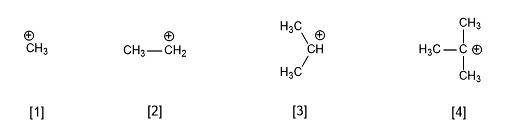 ⊕
CH₃
[1]
⊕
CH₃—CH₂
[2]
H₃C
⊕
CH
H₃C
[3]
CH₃
H₃C—C ⊕
CH₃
[4]